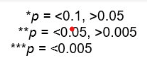 *p = <0.1, >0.05
**p = <0.05, >0.005
***p = <0.005